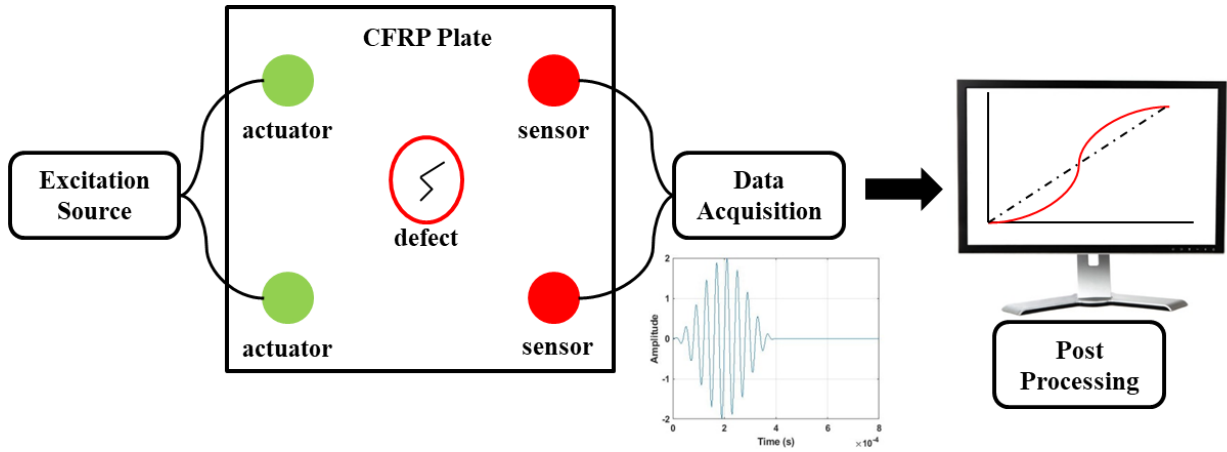 CFRP Plate
actuator
sensor
Excitation
Source
defect
Data
Acquisition
actuator
sensor
2
1
0
-1
-2
Amplitude
0
2
4
6
8
Time (s)
×10⁻⁴
Post
Processing